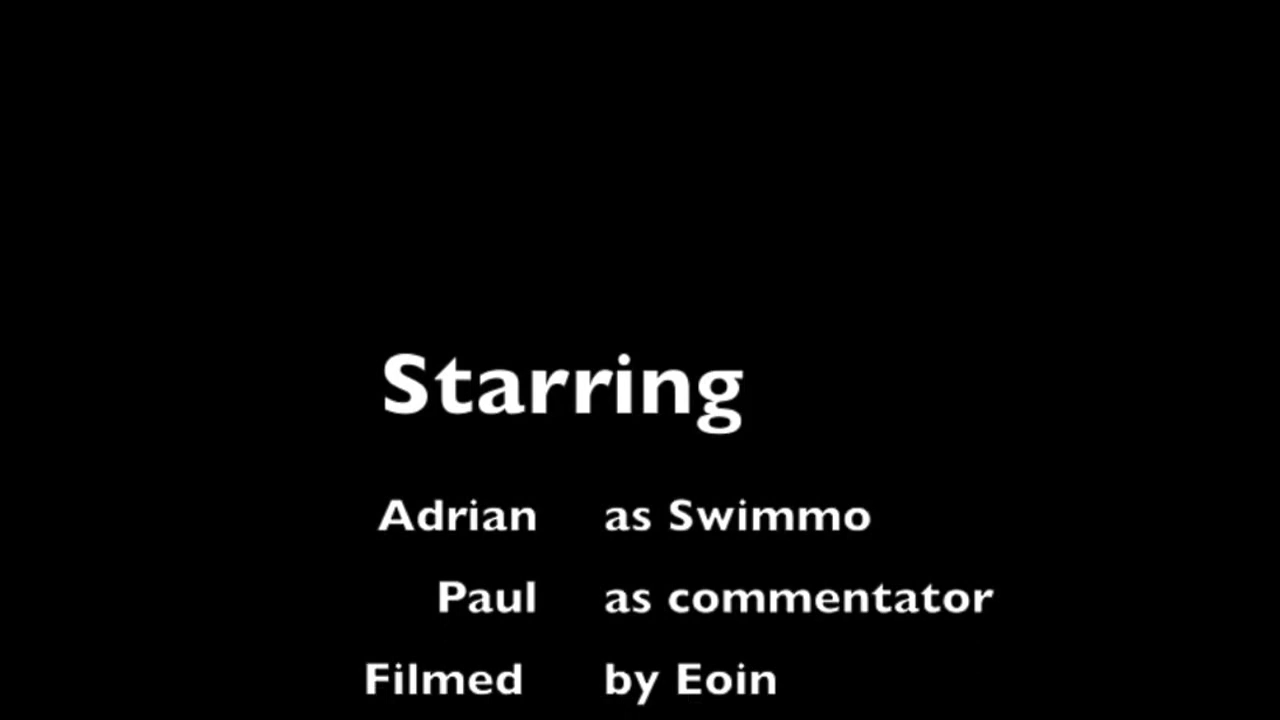 Starring
Adrian as Swimmo
Paul as commentator
Filmed by Eoin